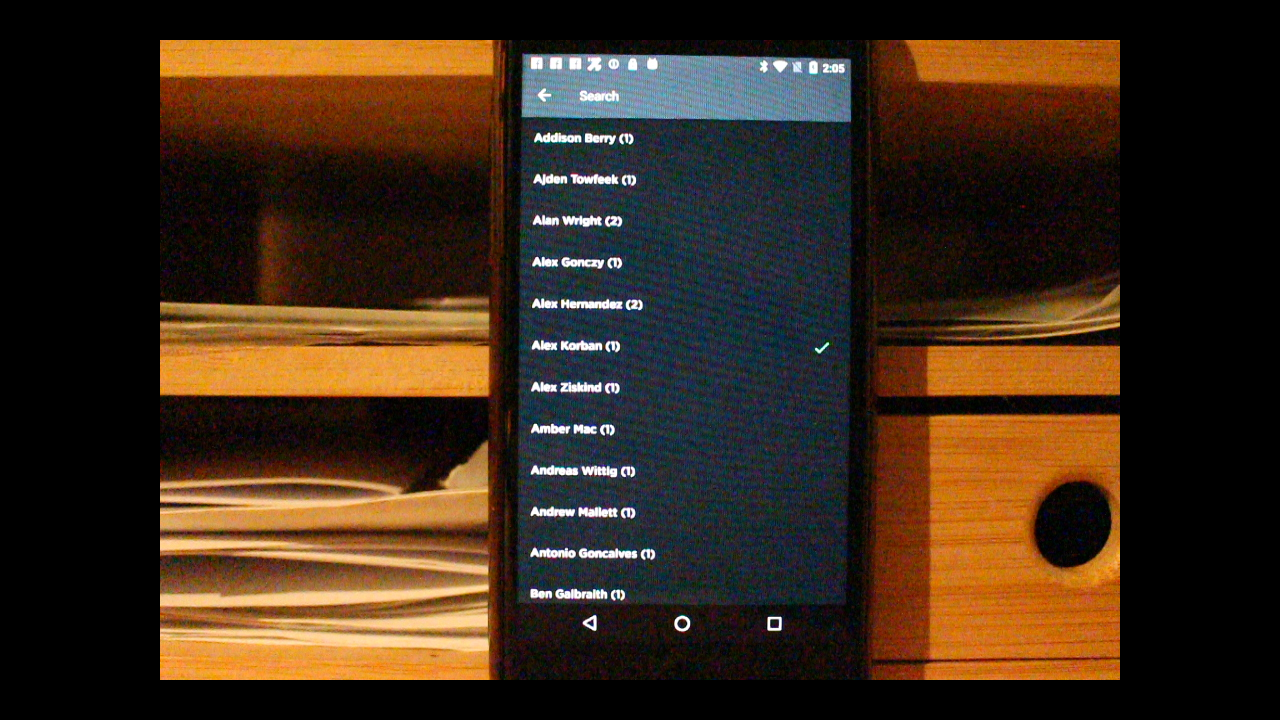 2:05
Search
Addison Berry (1)
Ajden Towfeek (1)
Alan Wright (2)
Alex Gonczy (1)
Alex Hernandez (2)
Alex Korban (1)
Alex Ziskind (1)
Amber Mac (1)
Andreas Wittig (1)
Andrew Mallett (1)
Antonio Goncalves (1)
Ben Galbraith (1)